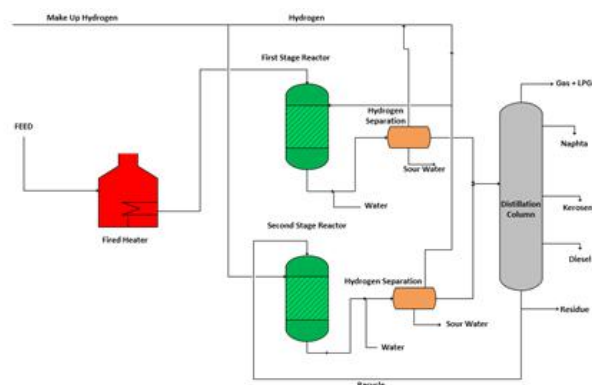 Make Up Hydrogen
Hydrogen
First Stage Reactor
Gas + LPG
Hydrogen
Separation
FEED
Naphta
Sour Water
Water
Kerosen
Distillation
Column
Fired Heater
Second Stage Reactor
Diesel
Hydrogen Separation
Residue
Sour Water
Water
Recycle